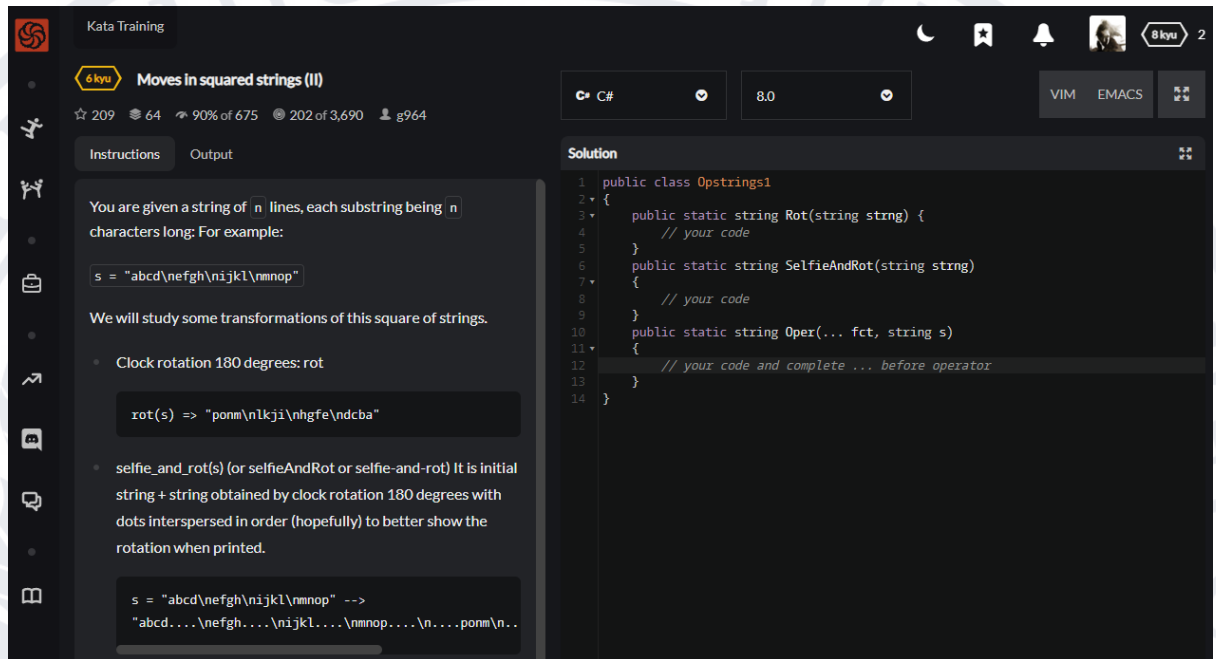 Kata Training
8 kyu 2
6 kyu Moves in squared strings (II)
209 64 90% of 675 202 of 3,690 g964
C# C#
8.0
VIM EMACS
Instructions Output
You are given a string of n lines, each substring being n
characters long: For example:
s = "abcd\nefgh\nijkl\nmnop"
We will study some transformations of this square of strings.
Clock rotation 180 degrees: rot
rot(s) => "ponm\nlkji\nhgfe\ndcba"
selfie_and_rot(s) (or selfieAndRot or selfie-and-rot) It is initial
string + string obtained by clock rotation 180 degrees with
dots interspersed in order (hopefully) to better show the
rotation when printed.
s = "abcd\nefgh\nijkl\nmnop" -->
"abcd....\nefgh....\nijkl....\nmnop....\n....ponm\n..
Solution
1 public class Opstrings1
2 {
3 public static string Rot(string strng) {
4 // your code
5 }
6 public static string SelfieAndRot(string strng)
7 {
8 // your code
9 }
10 public static string Oper(... fct, string s)
11 {
12 // your code and complete ... before operator
13 }
14 }